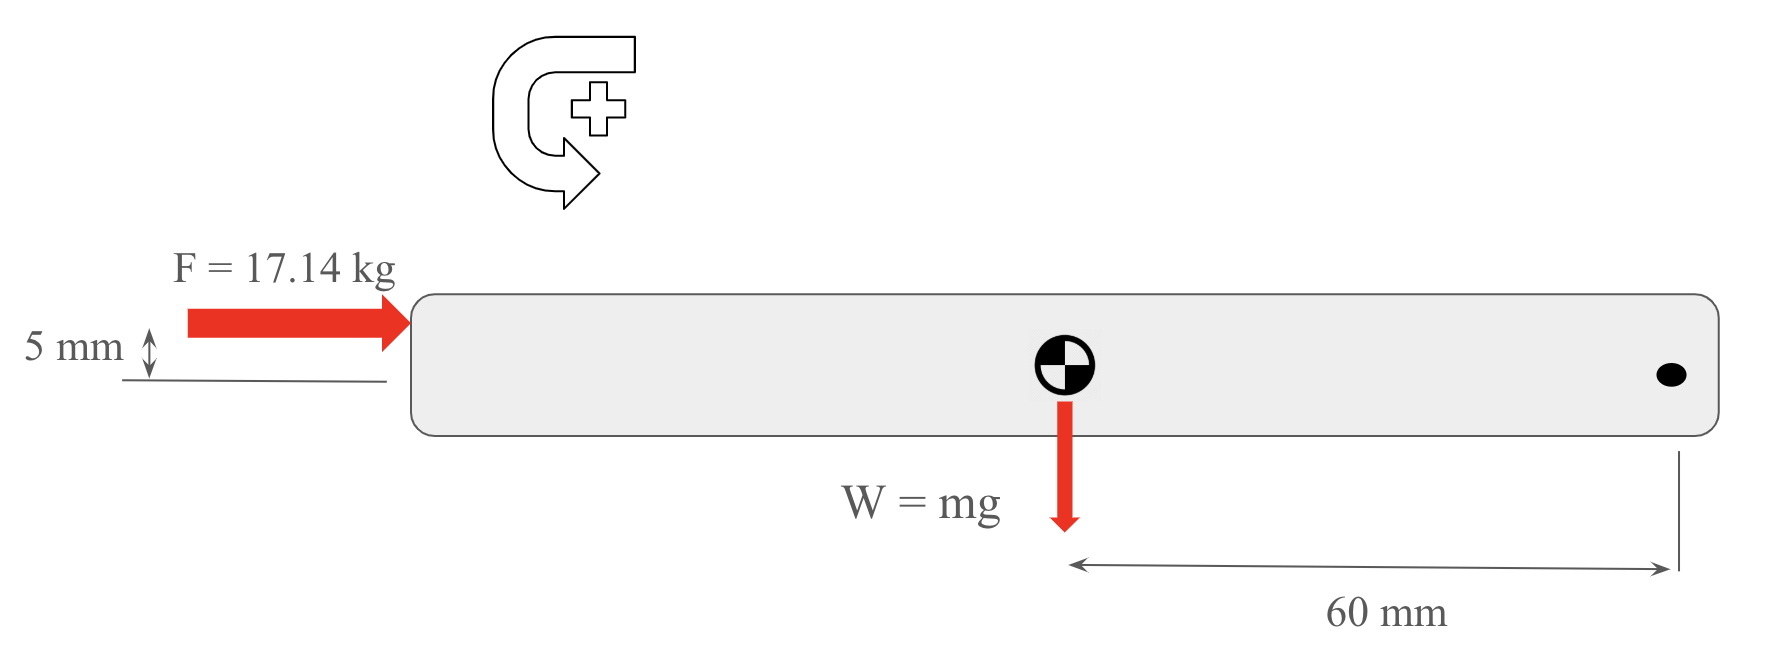 F = 17.14 kg
5 mm
W = mg
60 mm